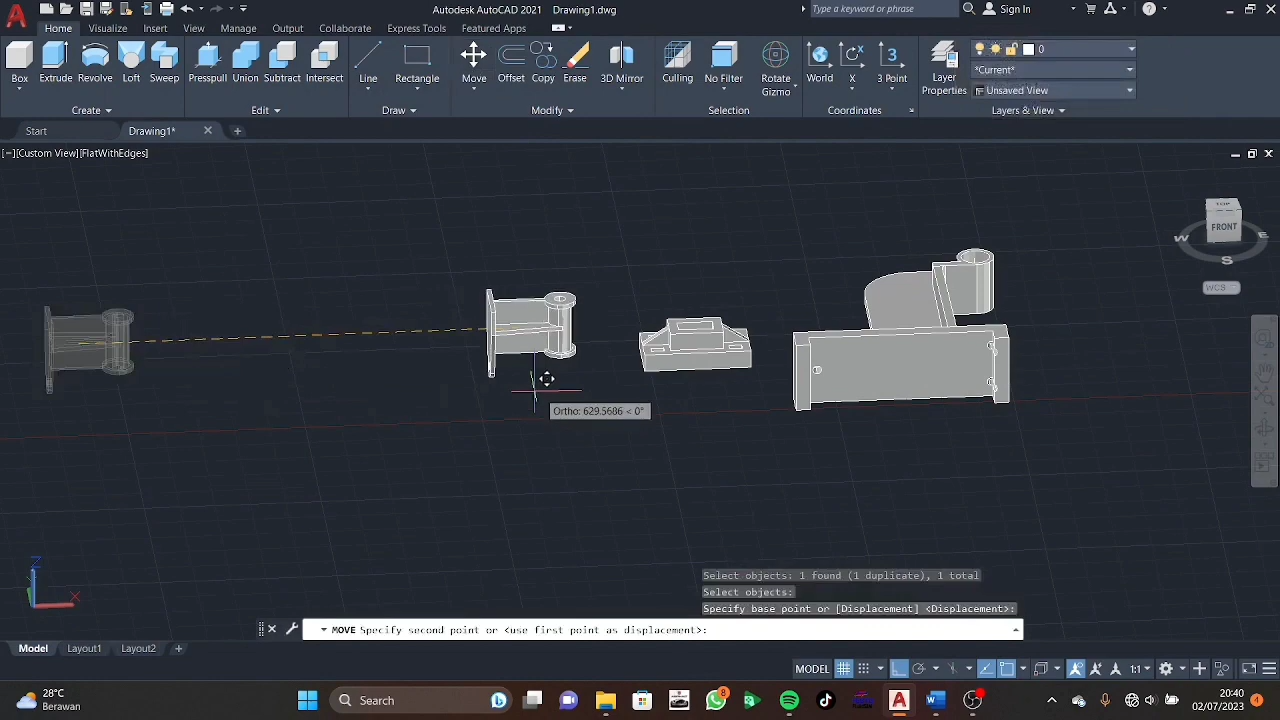 Autodesk AutoCAD 2021 Drawing1.dwg
Type a keyword or phrase
Sign In
Home Visualize Insert View Manage Output Collaborate Express Tools Featured Apps
Box Extrude Revolve Loft Sweep Presspull Union Subtract Intersect Line Rectangle Move Offset Copy Erase 3D Mirror Culling No Filter Rotate Gizmo World X 3 Point Layer Properties
0
*Current*
Unsaved View
Create Edit Draw Modify Selection Coordinates Layers & View
Start Drawing1*
[−][Custom View][FlatWithEdges]
TOP
FRONT
W E
S
WCS
Ortho: 629.5686 < 0°
Z
X
Select objects: 1 found (1 duplicate), 1 total
Select objects:
Specify base point or [Displacement] <Displacement>:
MOVE Specify second point or <use first point as displacement>:
Model Layout1 Layout2
MODEL 1:1
28°C
Berawan
Search
8
20:40
02/07/2023
4